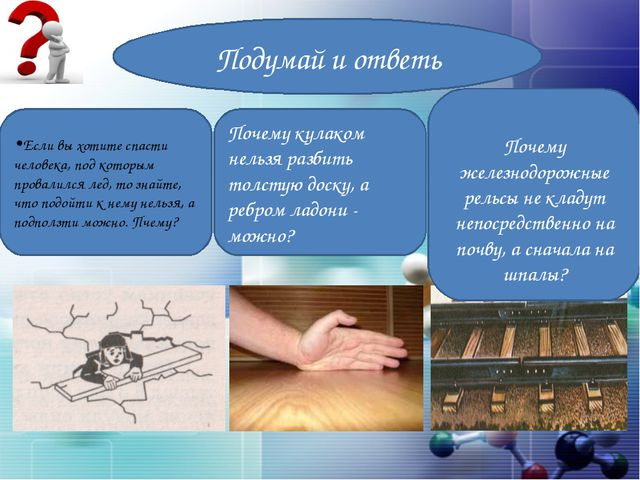 Подумай и ответь
•Если вы хотите спасти
человека, под которым
провалился лед, то знайте,
что подойти к нему нельзя, а
подползти можно. Пчему?
Почему кулаком
нельзя разбить
толстую доску, а
ребром ладони -
можно?
Почему
железнодорожные
рельсы не кладут
непосредственно на
почву, а сначала на
шпалы?